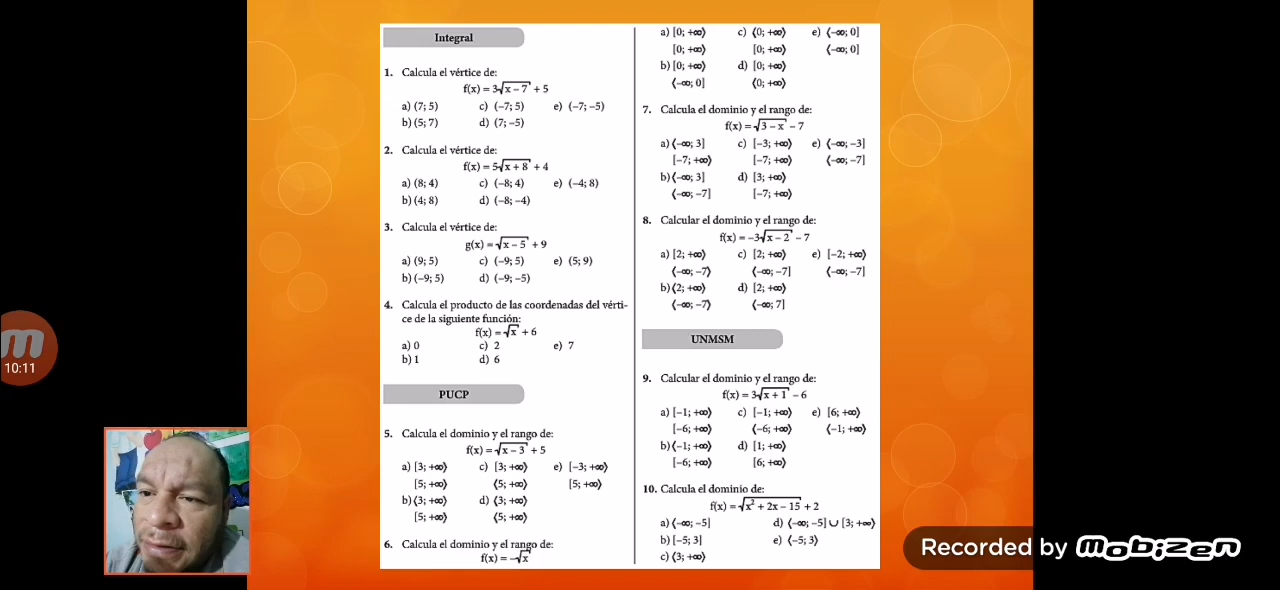 Integral
1. Calcula el vértice de:
f(x) = 3√x – 7 + 5
a) (7; 5) c) (–7; 5) e) (–7; –5)
b) (5; 7) d) (7; –5)
2. Calcula el vértice de:
f(x) = 5√x + 8 + 4
a) (8; 4) c) (–8; 4) e) (–4; 8)
b) (4; 8) d) (–8; –4)
3. Calcula el vértice de:
g(x) = √x – 5 + 9
a) (9; 5) c) (–9; 5) e) (5; 9)
b) (–9; 5) d) (–9; –5)
4. Calcula el producto de las coordenadas del vérti-
ce de la siguiente función:
f(x) = √x + 6
a) 0 c) 2 e) 7
b) 1 d) 6
PUCP
5. Calcula el dominio y el rango de:
f(x) = √x – 3 + 5
a) [3; +∞⟩ c) [3; +∞⟩ e) [–3; +∞⟩
[5; +∞⟩ ⟨5; +∞⟩ [5; +∞⟩
b) ⟨3; +∞⟩ d) ⟨3; +∞⟩
[5; +∞⟩ ⟨5; +∞⟩
6. Calcula el dominio y el rango de:
f(x) = –√x
a) [0; +∞⟩ c) ⟨0; +∞⟩ e) ⟨–∞; 0]
[0; +∞⟩ [0; +∞⟩ ⟨–∞; 0]
b) [0; +∞⟩ d) [0; +∞⟩
⟨–∞; 0] ⟨0; +∞⟩
7. Calcula el dominio y el rango de:
f(x) = √3 – x – 7
a) ⟨–∞; 3] c) [–3; +∞⟩ e) ⟨–∞; –3]
[–7; +∞⟩ [–7; +∞⟩ ⟨–∞; –7]
b) ⟨–∞; 3] d) [3; +∞⟩
⟨–∞; –7] [–7; +∞⟩
8. Calcular el dominio y el rango de:
f(x) = –3√x – 2 – 7
a) [2; +∞⟩ c) [2; +∞⟩ e) [–2; +∞⟩
⟨–∞; –7⟩ ⟨–∞; –7] ⟨–∞; –7]
b) ⟨2; +∞⟩ d) [2; +∞⟩
⟨–∞; –7⟩ ⟨–∞; 7]
UNMSM
9. Calcular el dominio y el rango de:
f(x) = 3√x + 1 – 6
a) [–1; +∞⟩ c) [–1; +∞⟩ e) [6; +∞⟩
[–6; +∞⟩ ⟨–6; +∞⟩ ⟨–1; +∞⟩
b) ⟨–1; +∞⟩ d) [1; +∞⟩
[–6; +∞⟩ [6; +∞⟩
10. Calcula el dominio de:
f(x) = √x² + 2x – 15 + 2
a) ⟨–∞; –5] d) ⟨–∞; –5] ∪ [3; +∞⟩
b) [–5; 3] e) ⟨–5; 3⟩
c) ⟨3; +∞⟩
m
10:11
Recorded by mobizen